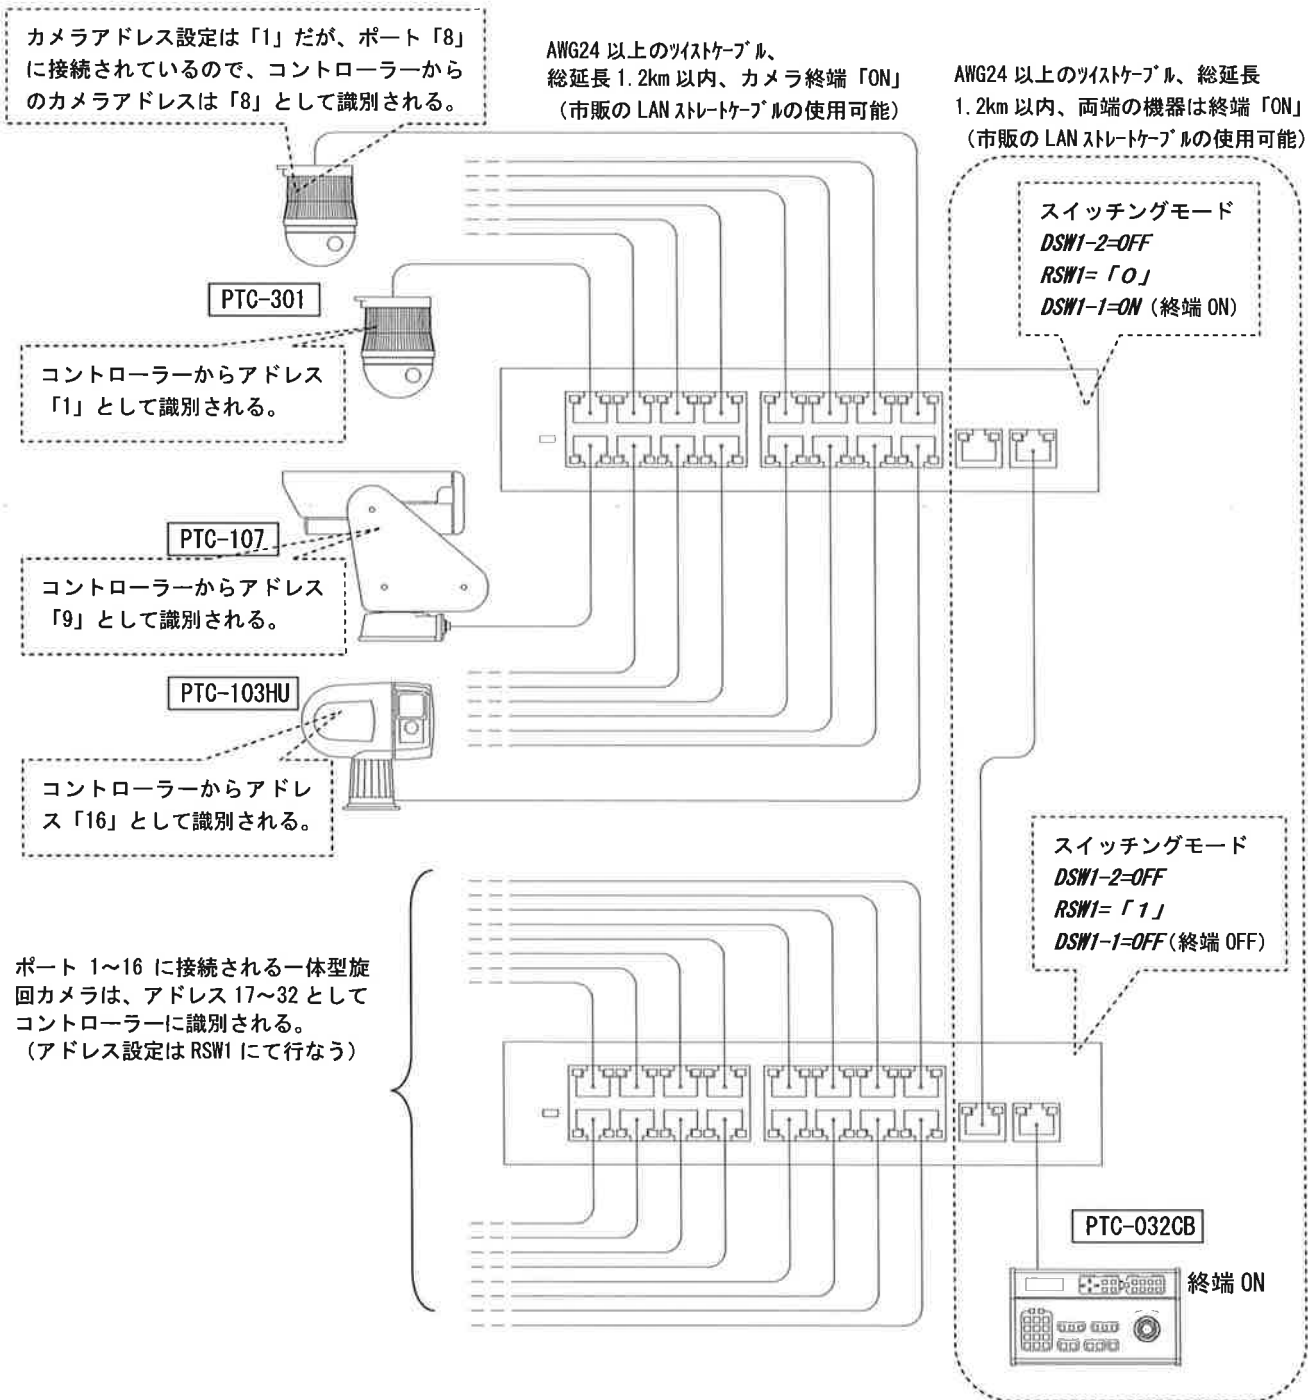 カメラアドレス設定は「1」だが、ポート「8」
に接続されているので、コントローラーから
のカメラアドレスは「8」として識別される。
AWG24 以上のﾂｲｽﾄｹｰﾌﾞﾙ、
総延長 1.2km 以内、カメラ終端「ON」
（市販の LAN ｽﾄﾚｰﾄｹｰﾌﾞﾙの使用可能）
AWG24 以上のﾂｲｽﾄｹｰﾌﾞﾙ、総延長
1.2km 以内、両端の機器は終端「ON」
（市販の LAN ｽﾄﾚｰﾄｹｰﾌﾞﾙの使用可能）
スイッチングモード
DSW1-2=OFF
RSW1=「0」
DSW1-1=ON（終端 ON）
PTC-301
コントローラーからアドレス
「1」として識別される。
PTC-107
コントローラーからアドレス
「9」として識別される。
PTC-103HU
コントローラーからアドレ
ス「16」として識別される。
スイッチングモード
DSW1-2=OFF
RSW1=「1」
DSW1-1=OFF（終端 OFF）
ポート 1～16 に接続される一体型旋
回カメラは、アドレス 17～32 として
コントローラーに識別される。
（アドレス設定は RSW1 にて行なう）
PTC-032CB
終端 ON